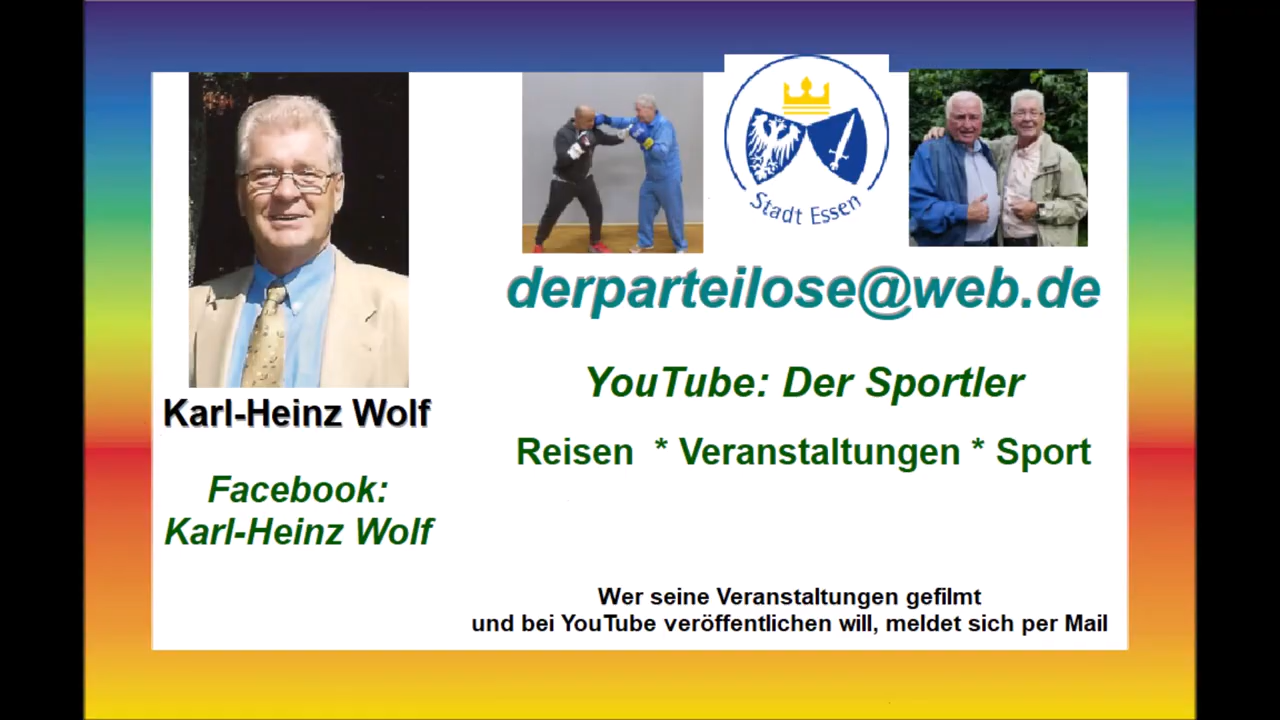 Stadt Essen
derparteilose@web.de
Karl-Heinz Wolf
Facebook:
Karl-Heinz Wolf
YouTube: Der Sportler
Reisen * Veranstaltungen * Sport
Wer seine Veranstaltungen gefilmt
und bei YouTube veröffentlichen will, meldet sich per Mail